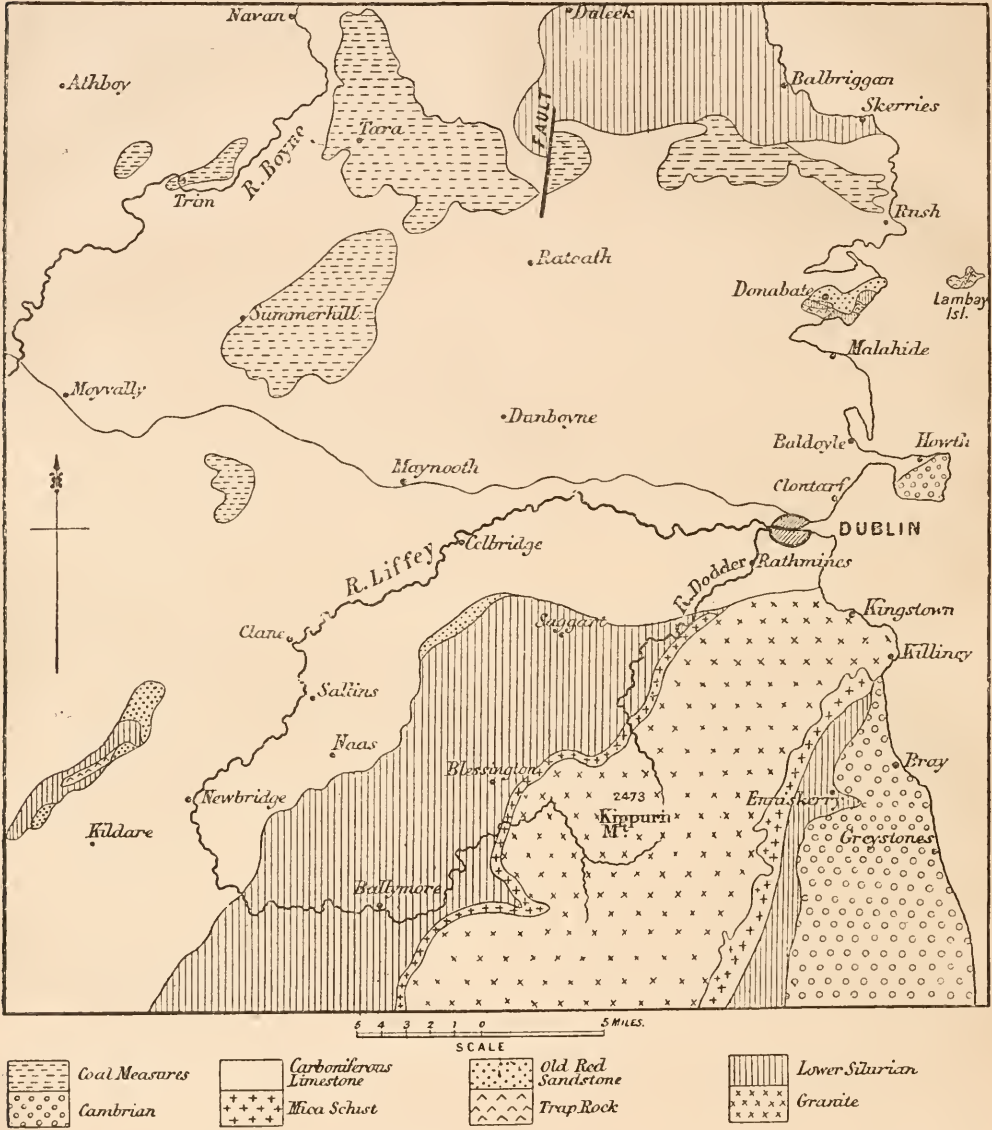 Navan
Duleek
Athboy
Balbriggan
Skerries
FAULT
Tara
R. Boyne
Trim
Rush
Ratoath
Donabate
Lambay
Isl.
Summerhill
Malahide
Moyvally
Dunboyne
Baldoyle
Howth
Maynooth
Clontarf
DUBLIN
R. Liffey
Celbridge
R. Dodder
Rathmines
Kingstown
Clane
Saggart
Killiney
Sallins
Naas
Bray
Blessington
Newbridge
2473
Enniskerry
Kippurin
Mt.
Kildare
Greystones
Ballymore
5 4 3 2 1 0 5 MILES.
SCALE
Coal Measures
Carboniferous
Limestone
Old Red
Sandstone
Lower Silurian
Cambrian
Mica Schist
Trap Rock
Granite